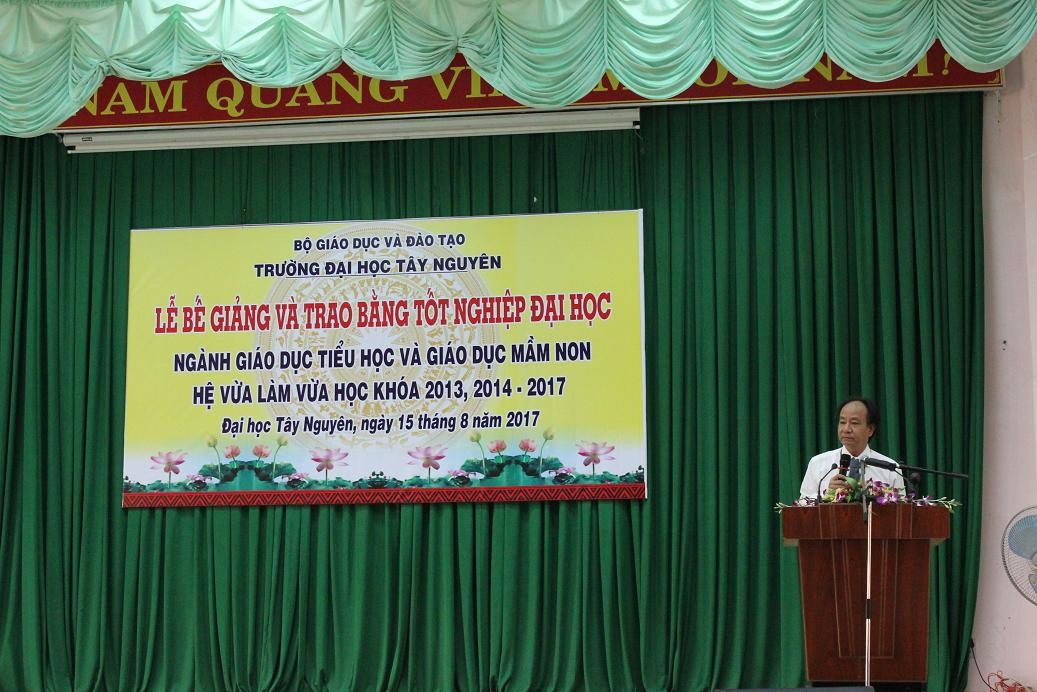 NAM QUANG VI
NĂM!
BỘ GIÁO DỤC VÀ ĐÀO TẠO
TRƯỜNG ĐẠI HỌC TÂY NGUYÊN
LỄ BẾ GIẢNG VÀ TRAO BẰNG TỐT NGHIỆP ĐẠI HỌC
NGÀNH GIÁO DỤC TIỂU HỌC VÀ GIÁO DỤC MẦM NON
HỆ VỪA LÀM VỪA HỌC KHÓA 2013, 2014 - 2017
Đại học Tây Nguyên, ngày 15 tháng 8 năm 2017